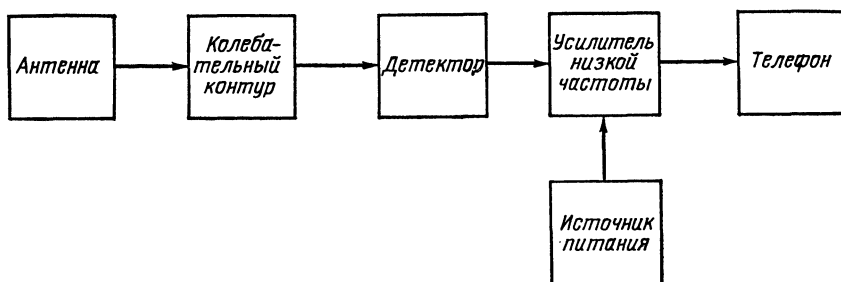 Антенна
Колеба-
тельный
контур
Детектор
Усилитель
низкой
частоты
Телефон
Источник
питания